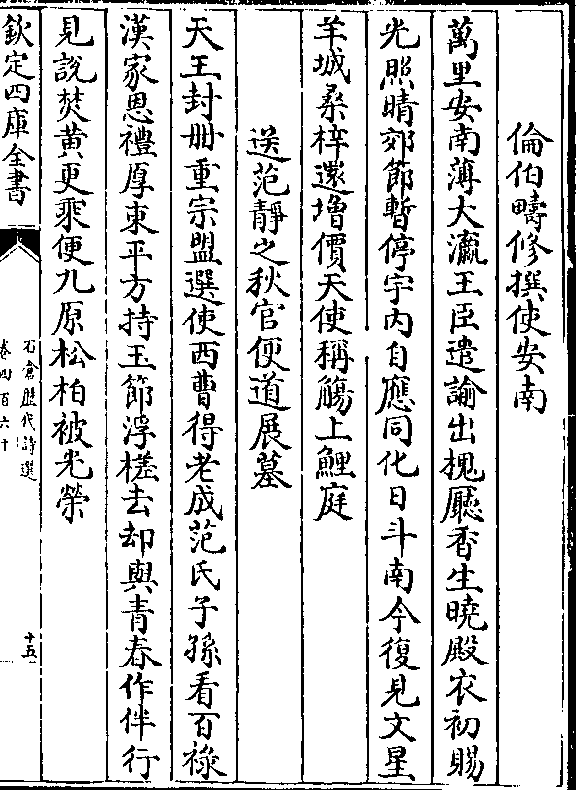 倫伯疇修撰使安南
萬里安南薄大瀛王臣遣諭出槐廳香生曉殿衣初賜
光照晴郊節暫停宇内自應同化日斗南今復見文星
羊城桑梓還增價天使稱觴上鯉庭
送范靜之秋官便道展墓
天王封册重宗盟選使西曹得老成范氏子孫看百祿
漢家恩禮厚東平方持玉節浮槎去却與青春作伴行
見說焚黄更乘便九原松柏被光榮
欽定四庫全書
石倉歷代詩選
卷四百六十
十五